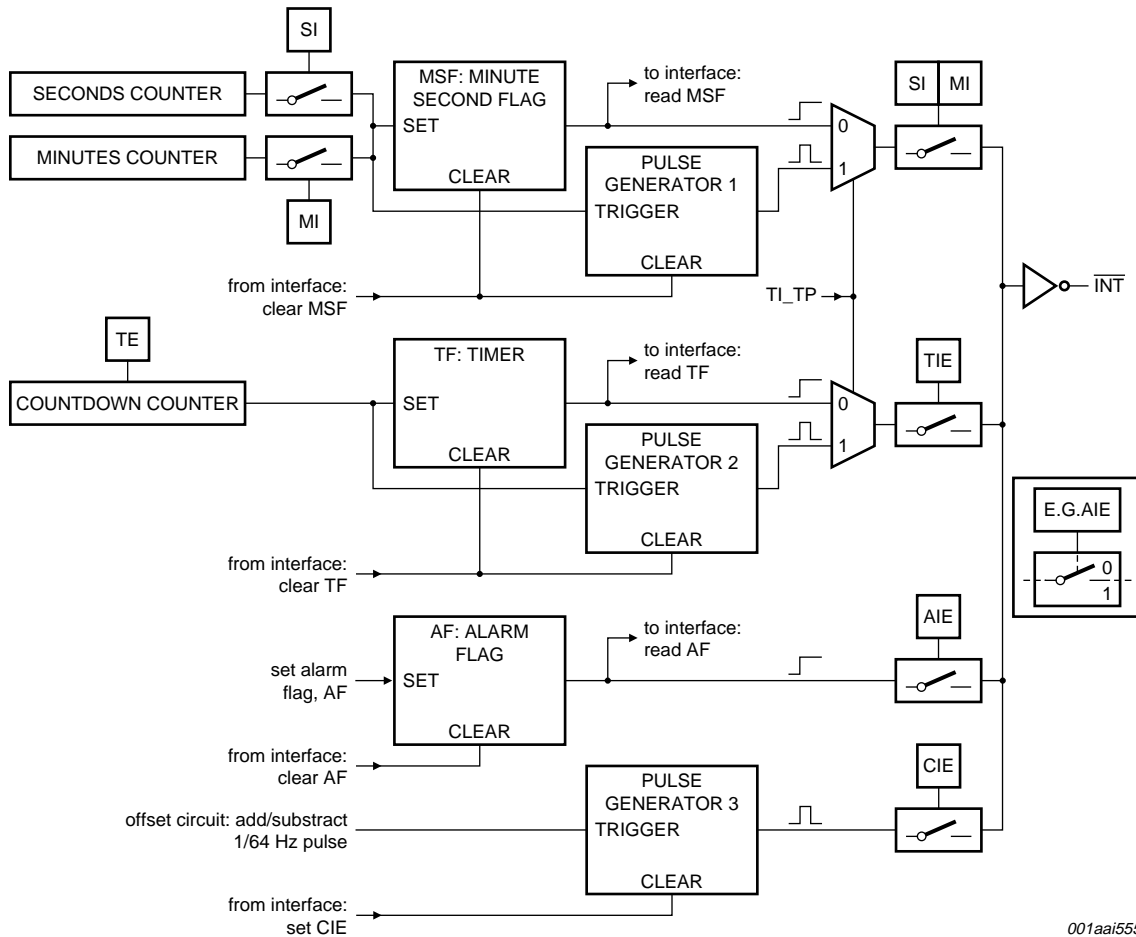 SI
SECONDS COUNTER
MINUTES COUNTER
MI
MSF: MINUTE
SECOND FLAG
SET
CLEAR
to interface:
read MSF
PULSE
GENERATOR 1
TRIGGER
CLEAR
from interface:
clear MSF
0
1
TI_TP
SI MI
INT
TE
COUNTDOWN COUNTER
TF: TIMER
SET
CLEAR
to interface:
read TF
PULSE
GENERATOR 2
TRIGGER
CLEAR
from interface:
clear TF
0
1
TIE
E.G.AIE
0
1
AF: ALARM
FLAG
set alarm
flag, AF
SET
CLEAR
to interface:
read AF
AIE
from interface:
clear AF
PULSE
GENERATOR 3
offset circuit: add/substract
1/64 Hz pulse
TRIGGER
CLEAR
CIE
from interface:
set CIE
001aai555